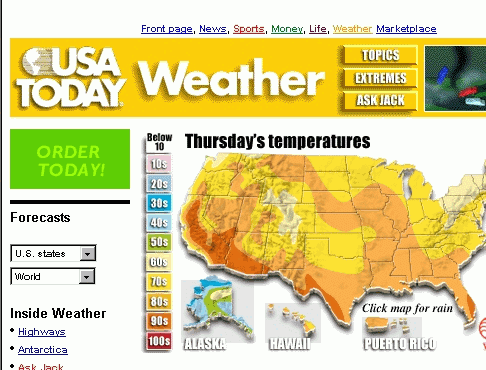 Front page, News, Sports, Money, Life, Weather Marketplace
USA
TODAY
Weather
TOPICS
EXTREMES
ASK JACK
ORDER
TODAY!
Forecasts
U.S. states
World
Inside Weather
Highways
Antarctica
Ask Jack
Below
10
Thursday's temperatures
10s
20s
30s
40s
50s
60s
70s
80s
90s
100s
Click map for rain
ALASKA
HAWAII
PUERTO RICO